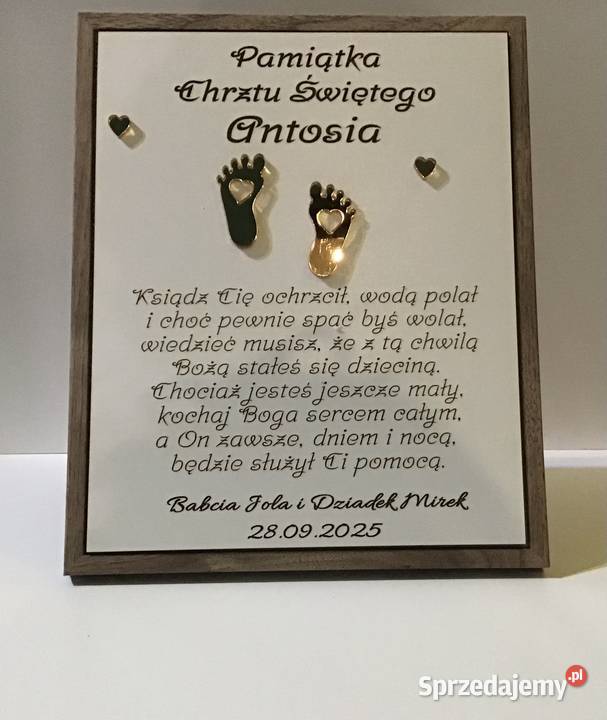 Pamiątka
Chrztu Świętego
Antosia
Ksiądz Cię ochrzcił, wodą polał
i choć pewnie spać byś wolał,
wiedzieć musisz, że z tą chwilą
Bożą stałeś się dzieciną.
Chociaż jesteś jeszcze mały,
kochaj Boga sercem całym,
a On zawsze, dniem i nocą,
będzie służył Ci pomocą.
Babcia Jola i Dziadek Mirek
28.09.2025
Sprzedajemy.pl